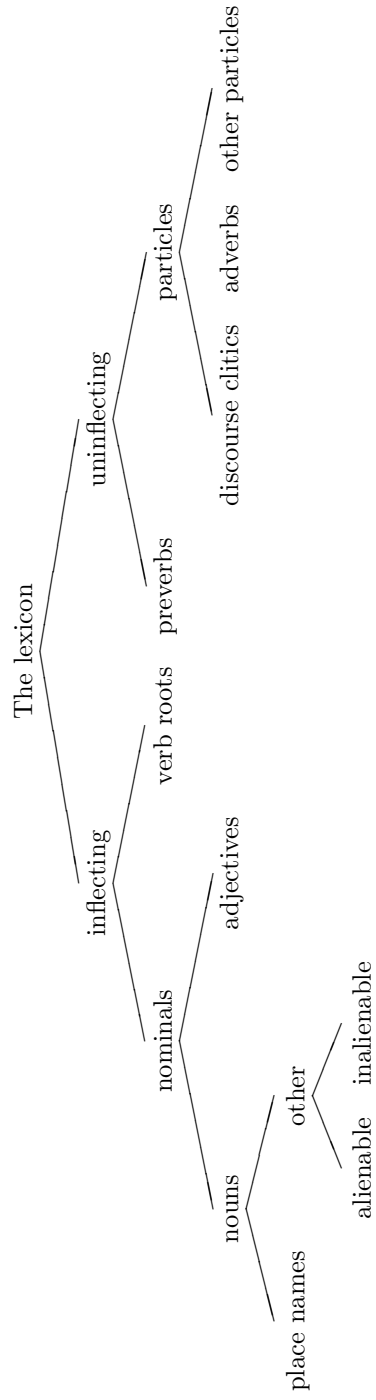 The lexicon
inflecting uninflecting
nominals verb roots preverbs particles
nouns adjectives discourse clitics adverbs other particles
place names other
alienable inalienable